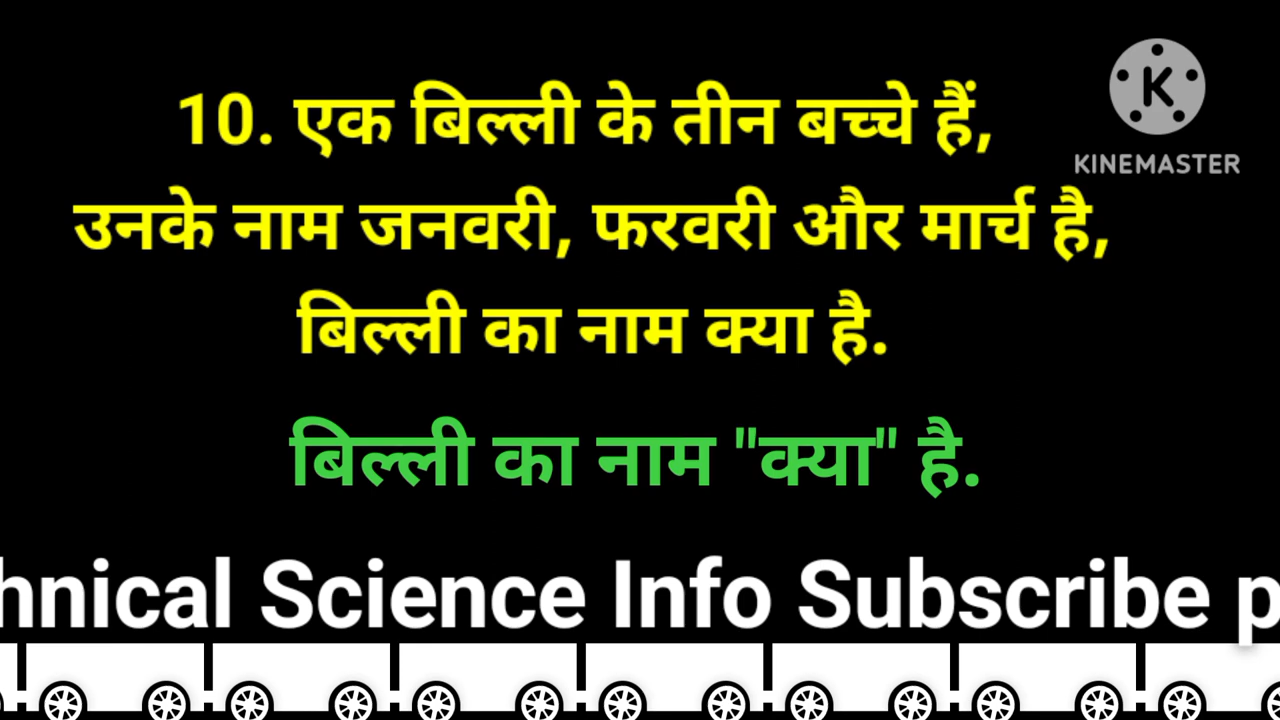 10. एक बिल्ली के तीन बच्चे हैं,
KINEMASTER
उनके नाम जनवरी, फरवरी और मार्च है,
बिल्ली का नाम क्या है.
बिल्ली का नाम "क्या" है.
hnical Science Info Subscribe p